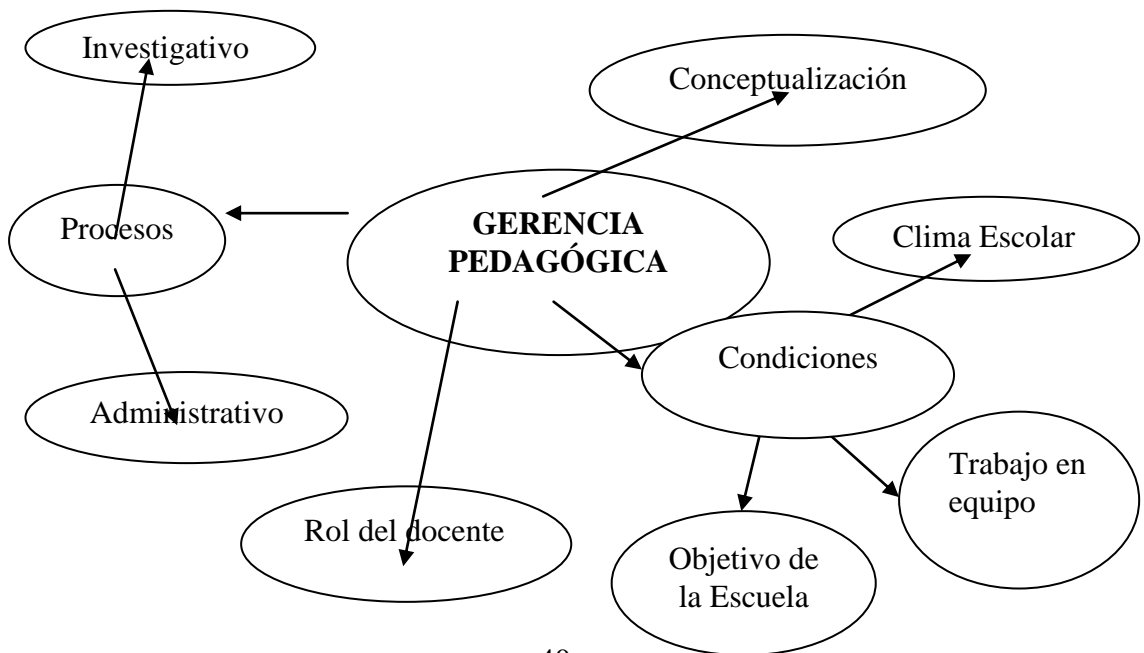 Investigativo
Conceptualización
GERENCIA
PEDAGÓGICA
Procesos
Clima Escolar
Condiciones
Administrativo
Trabajo en
equipo
Rol del docente
Objetivo de
la Escuela